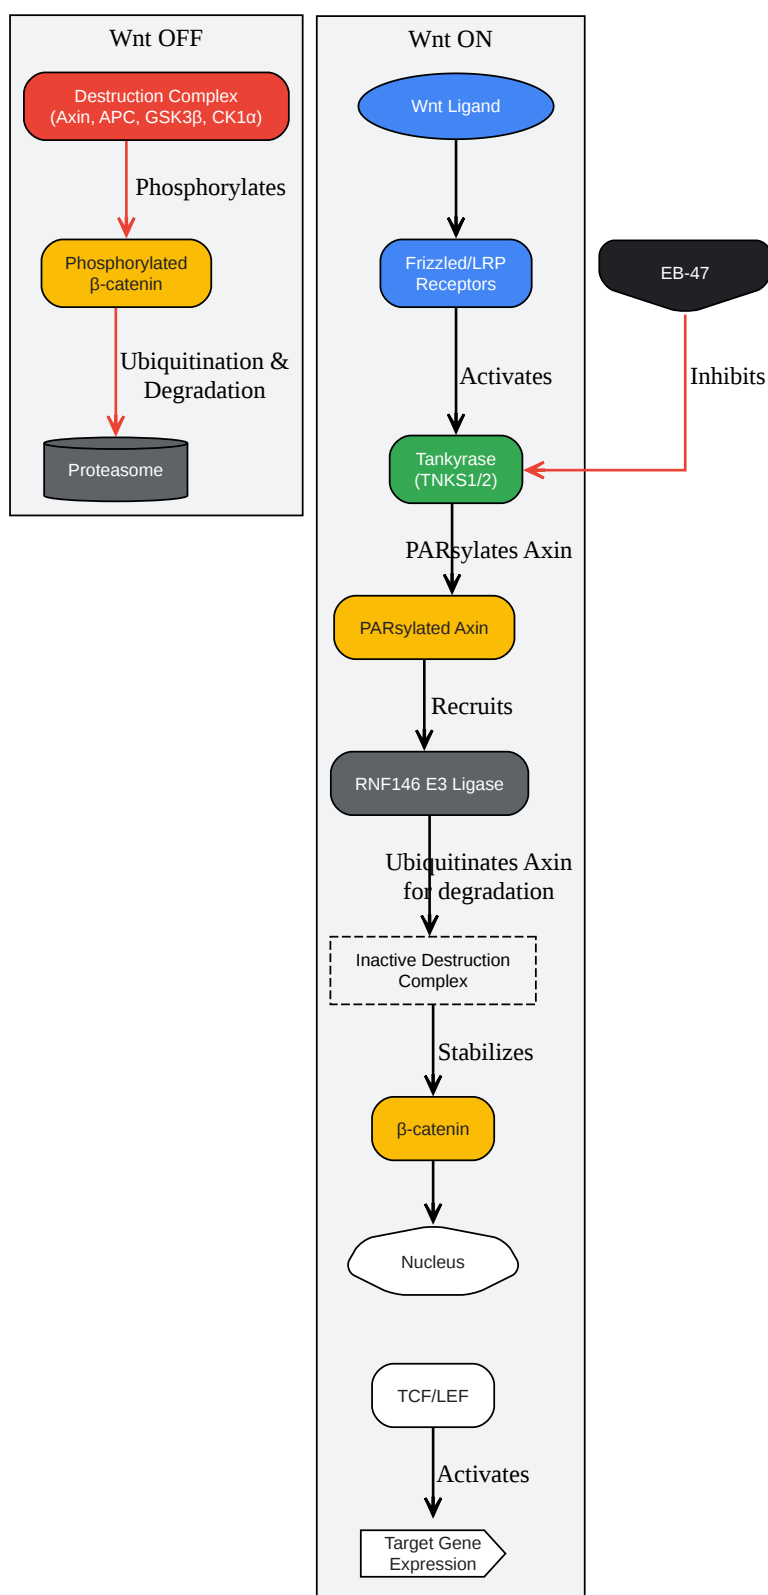 Wnt OFF
Destruction Complex
(Axin, APC, GSK3β, CK1α)
Phosphorylates
Phosphorylated
β-catenin
Ubiquitination &
Degradation
Proteasome
Wnt ON
Wnt Ligand
Frizzled/LRP
Receptors
Activates
Tankyrase
(TNKS1/2)
PARsylates Axin
PARsylated Axin
Recruits
RNF146 E3 Ligase
Ubiquitinates Axin
for degradation
Inactive Destruction
Complex
Stabilizes
β-catenin
Nucleus
TCF/LEF
Activates
Target Gene
Expression
EB-47
Inhibits